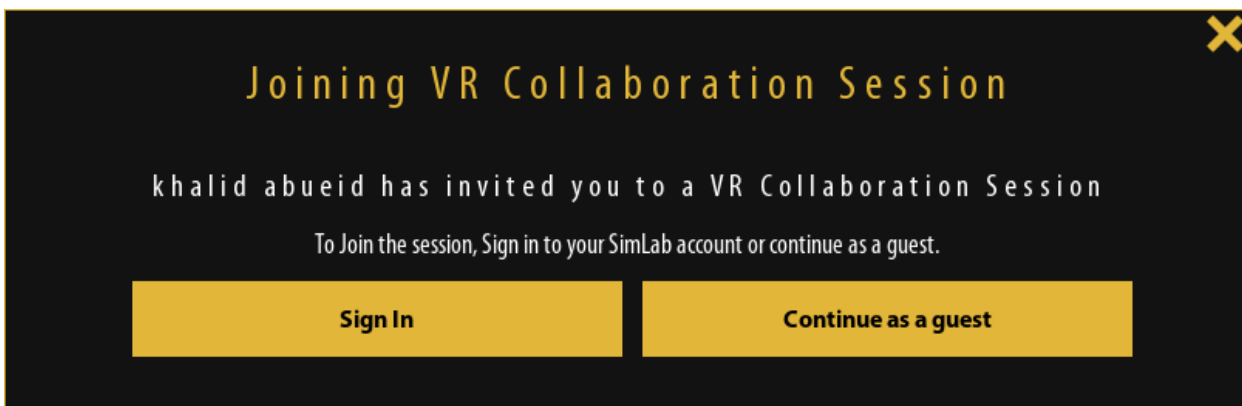 Joining VR Collaboration Session
khalid abueid has invited you to a VR Collaboration Session
To Join the session, Sign in to your SimLab account or continue as a guest.
Sign In
Continue as a guest